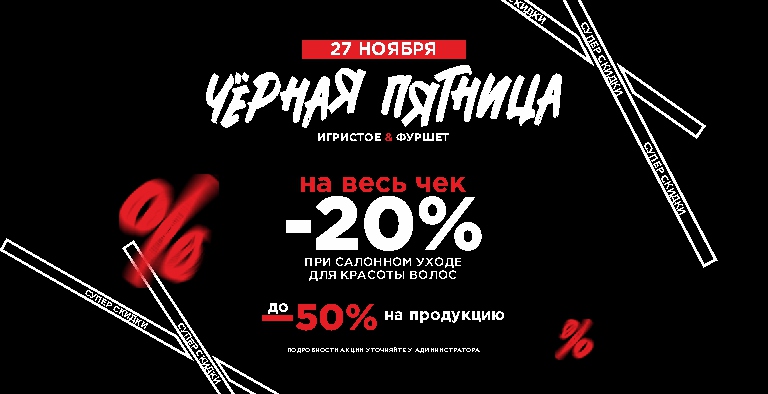 27 НОЯБРЯ
ЧЁРНАЯ ПЯТНИЦА
ИГРИСТОЕ & ФУРШЕТ
на весь чек
-20%
ПРИ САЛОННОМ УХОДЕ
ДЛЯ КРАСОТЫ ВОЛОС
до -50% на продукцию
ПОДРОБНОСТИ АКЦИИ УТОЧНЯЙТЕ У АДМИНИСТРАТОРА
СКИДКИ
СУПЕР СКИДКИ
СУПЕР СКИДКИ
%
СУПЕР СКИДКИ
СУПЕР СКИДКИ
%